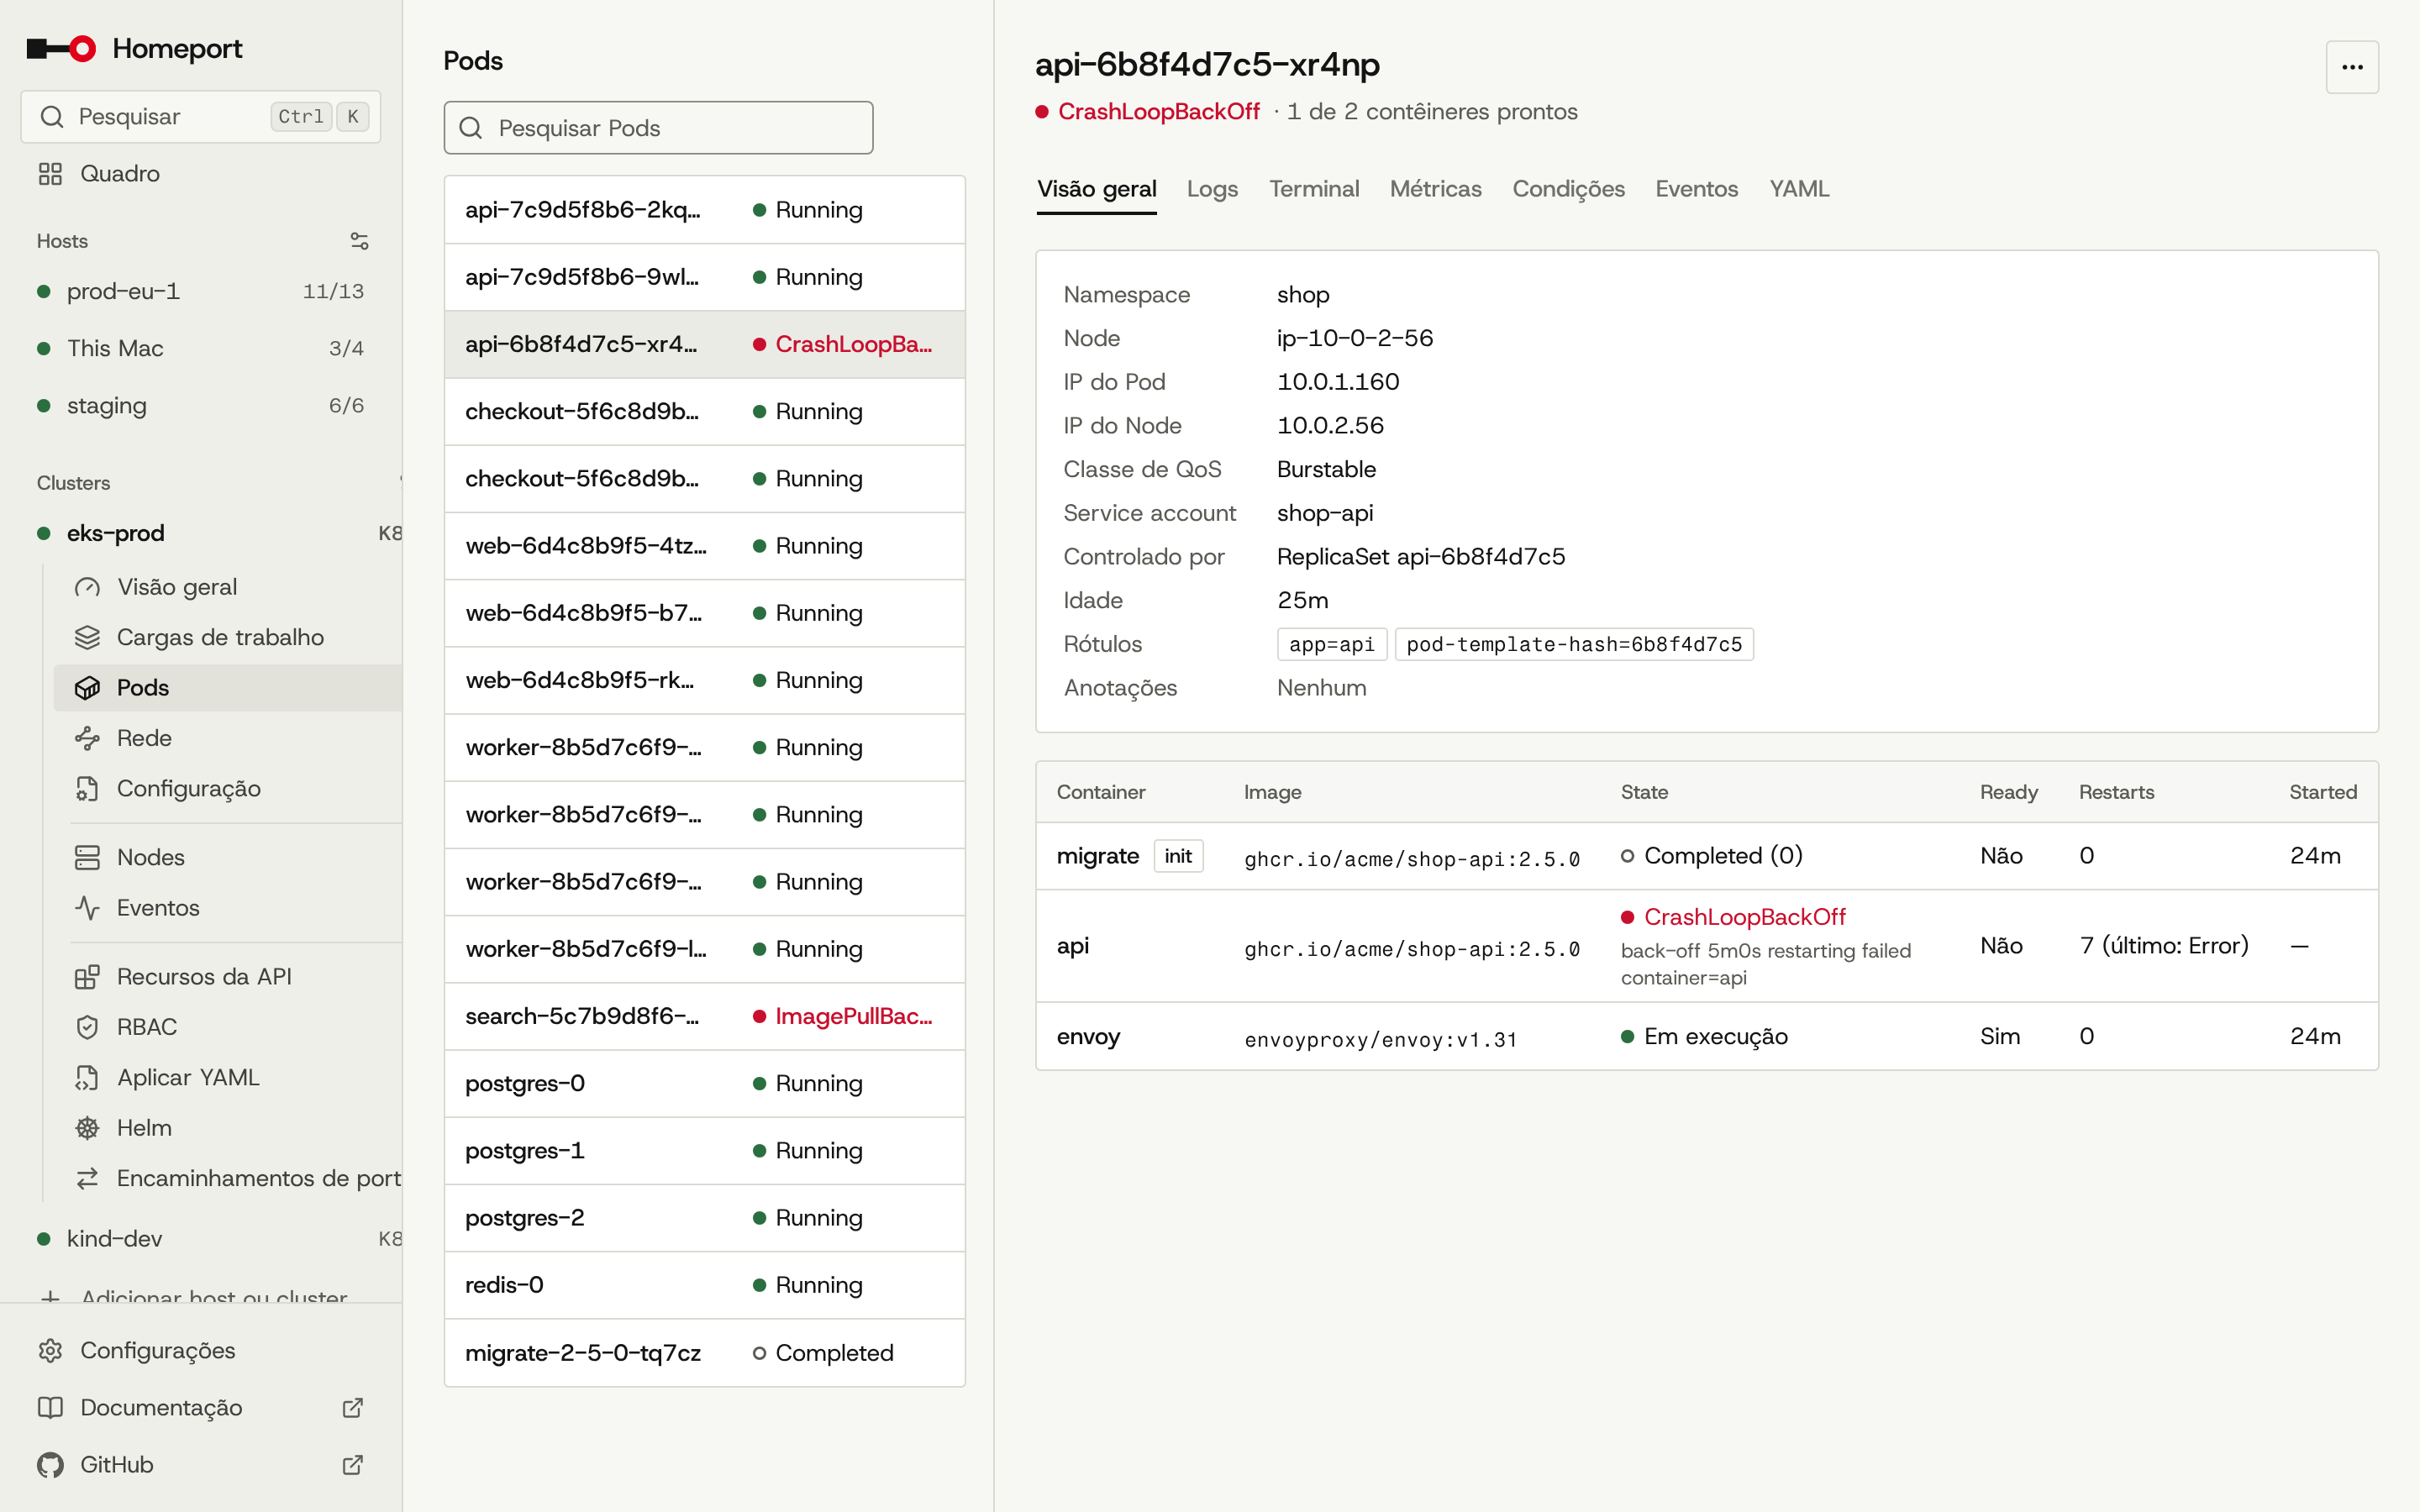 Homeport
Pesquisar Ctrl K
Quadro
Hosts
prod-eu-1 11/13
This Mac 3/4
staging 6/6
Clusters
eks-prod K8
Visão geral
Cargas de trabalho
Pods
Rede
Configuração
Nodes
Eventos
Recursos da API
RBAC
Aplicar YAML
Helm
Encaminhamentos de port
kind-dev K8
Adicionar host ou cluster
Configurações
Documentação
GitHub
Pods
Pesquisar Pods
api-7c9d5f8b6-2kq... Running
api-7c9d5f8b6-9wl... Running
api-6b8f4d7c5-xr4... CrashLoopBa...
checkout-5f6c8d9b... Running
checkout-5f6c8d9b... Running
web-6d4c8b9f5-4tz... Running
web-6d4c8b9f5-b7... Running
web-6d4c8b9f5-rk... Running
worker-8b5d7c6f9-... Running
worker-8b5d7c6f9-... Running
worker-8b5d7c6f9-... Running
worker-8b5d7c6f9-l... Running
search-5c7b9d8f6-... ImagePullBac...
postgres-0 Running
postgres-1 Running
postgres-2 Running
redis-0 Running
migrate-2-5-0-tq7cz Completed
api-6b8f4d7c5-xr4np
CrashLoopBackOff · 1 de 2 contêineres prontos
Visão geral Logs Terminal Métricas Condições Eventos YAML
Namespace shop
Node ip-10-0-2-56
IP do Pod 10.0.1.160
IP do Node 10.0.2.56
Classe de QoS Burstable
Service account shop-api
Controlado por ReplicaSet api-6b8f4d7c5
Idade 25m
Rótulos app=api pod-template-hash=6b8f4d7c5
Anotações Nenhum
Container Image State Ready Restarts Started
migrate init ghcr.io/acme/shop-api:2.5.0 Completed (0) Não 0 24m
api ghcr.io/acme/shop-api:2.5.0 CrashLoopBackOff Não 7 (último: Error) —
back-off 5m0s restarting failed
container=api
envoy envoyproxy/envoy:v1.31 Em execução Sim 0 24m